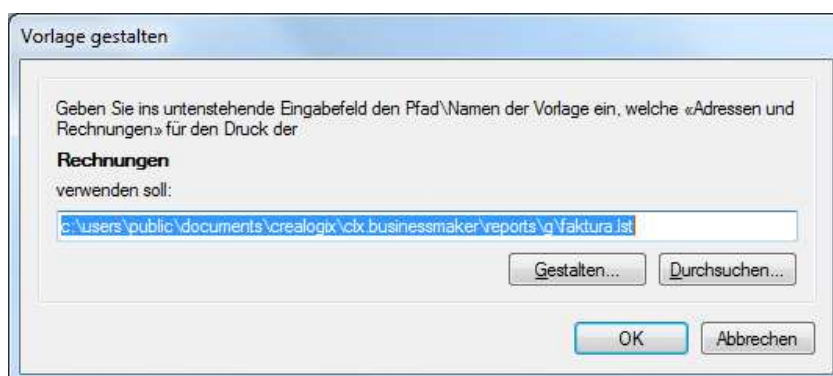 Vorlage gestalten
Geben Sie ins untenstehende Eingabefeld den Pfad\Namen der Vorlage ein, welche «Adressen und
Rechnungen» für den Druck der
Rechnungen
verwenden soll:
c:\users\public\documents\crealogix\clx.businessmaker\reports\g\faktura.lst
Gestalten... Durchsuchen...
OK Abbrechen